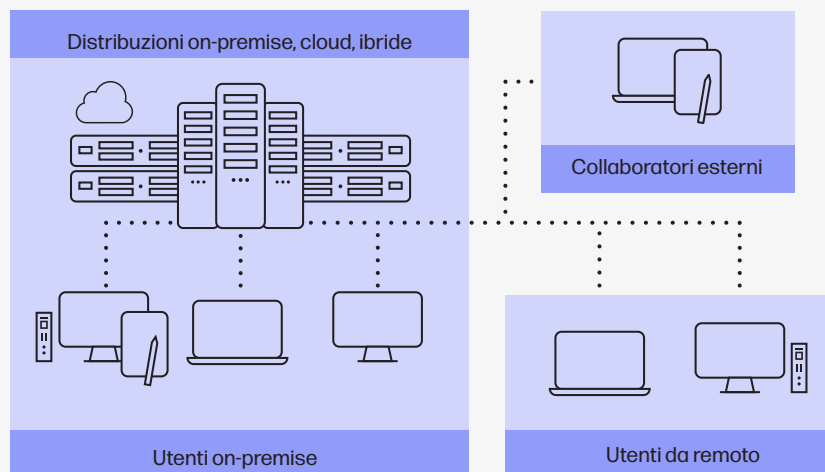 Distribuzioni on-premise, cloud, ibride
Collaboratori esterni
Utenti on-premise
Utenti da remoto